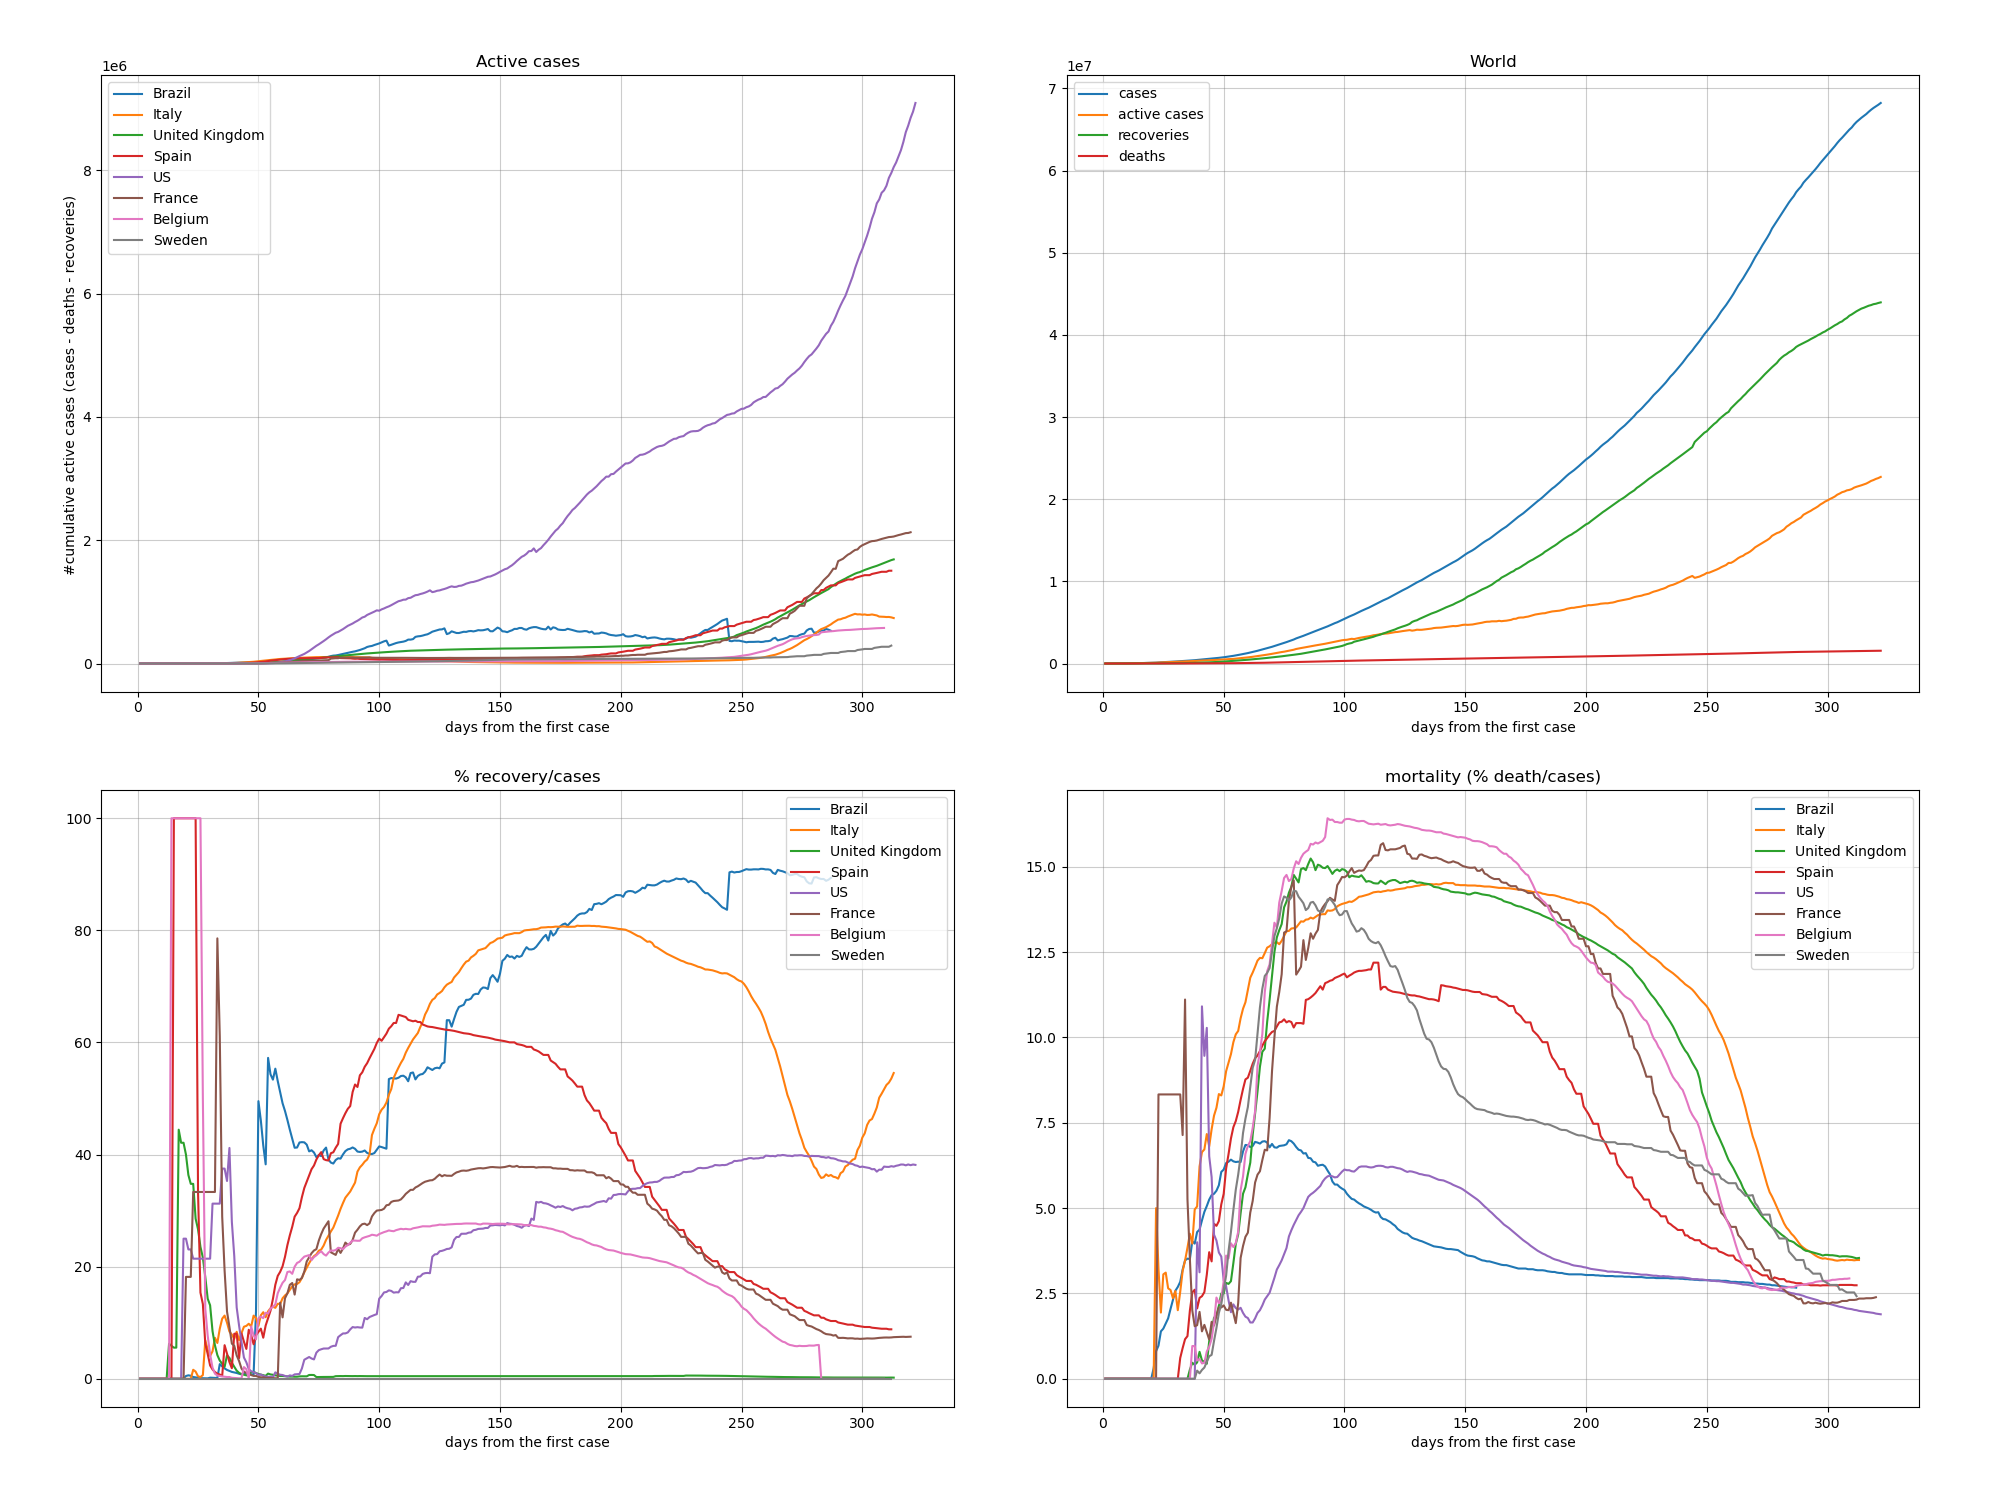 Active cases
1e6
Brazil
Italy
United Kingdom
Spain
US
France
Belgium
Sweden
#cumulative active cases (cases - deaths - recoveries)
8
6
4
2
0
0 50 100 150 200 250 300
days from the first case
World
1e7
cases
active cases
recoveries
deaths
7
6
5
4
3
2
1
0
0 50 100 150 200 250 300
days from the first case
% recovery/cases
Brazil
Italy
United Kingdom
Spain
US
France
Belgium
Sweden
100
80
60
40
20
0
0 50 100 150 200 250 300
days from the first case
mortality (% death/cases)
Brazil
Italy
United Kingdom
Spain
US
France
Belgium
Sweden
15.0
12.5
10.0
7.5
5.0
2.5
0.0
0 50 100 150 200 250 300
days from the first case